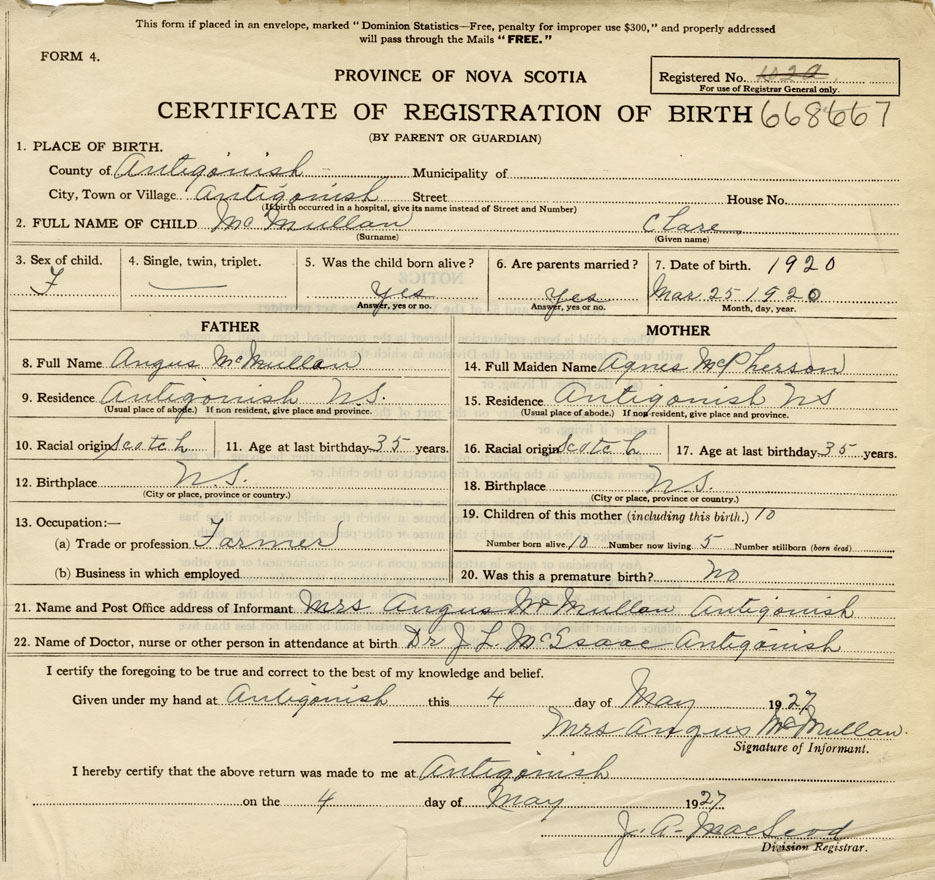 This form if placed in an envelope, marked "Dominion Statistics—Free, penalty for improper use $300," and properly addressed
will pass through the Mails "FREE."
FORM 4.
PROVINCE OF NOVA SCOTIA
Registered No.
For use of Registrar General only.
CERTIFICATE OF REGISTRATION OF BIRTH 668667
(BY PARENT OR GUARDIAN)
1. PLACE OF BIRTH.
County of Antigonish Municipality of
City, Town or Village Antigonish Street House No.
(If birth occurred in a hospital, give its name instead of Street and Number)
2. FULL NAME OF CHILD McMullan Clare
(Surname) (Given name)
3. Sex of child. 4. Single, twin, triplet. 5. Was the child born alive? 6. Are parents married? 7. Date of birth. 1920
F Yes Yes Mar. 25 1920
Answer, yes or no. Answer, yes or no. Month, day, year.
FATHER MOTHER
8. Full Name Angus McMullan 14. Full Maiden Name Agnes McPherson
9. Residence Antigonish N.S. 15. Residence Antigonish NS
(Usual place of abode.) If non resident, give place and province. (Usual place of abode.) If non-resident, give place and province.
10. Racial origin Scotch 11. Age at last birthday 35 years. 16. Racial origin Scotch 17. Age at last birthday 35 years.
12. Birthplace N.S. 18. Birthplace N.S.
(City or place, province or country.) (City or place, province or country.)
13. Occupation:— 19. Children of this mother (including this birth.) 10
(a) Trade or profession Farmer Number born alive 10 Number now living 5 Number stillborn (born dead)
(b) Business in which employed 20. Was this a premature birth? no
21. Name and Post Office address of Informant Mrs Angus McMullan Antigonish
22. Name of Doctor, nurse or other person in attendance at birth Dr J. L. McIsaac Antigonish
I certify the foregoing to be true and correct to the best of my knowledge and belief.
Given under my hand at Antigonish this 4 day of May 1927
Mrs Angus McMullan.
Signature of Informant.
I hereby certify that the above return was made to me at Antigonish
on the 4 day of May 1927
J. A. MacLeod
Division Registrar.